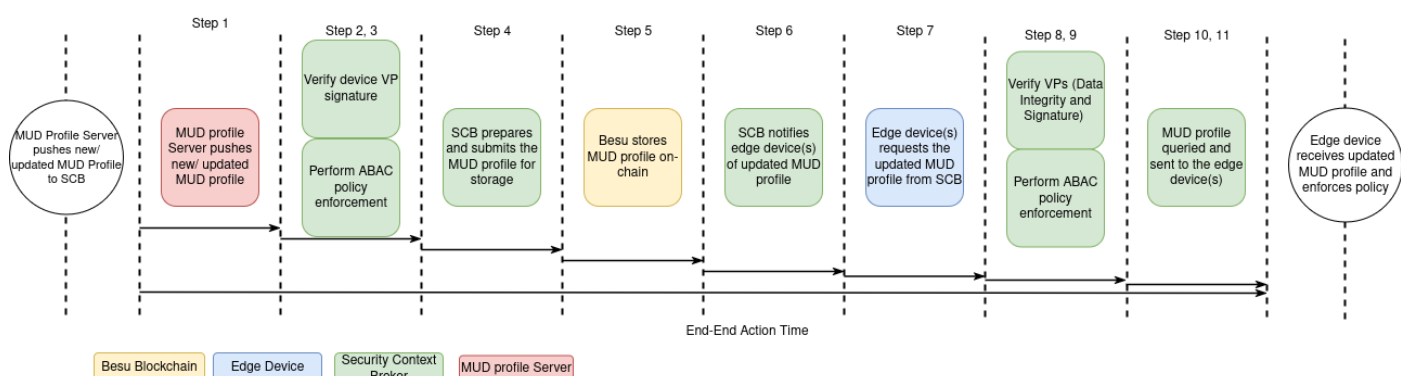 Step 1
Step 2, 3
Step 4
Step 5
Step 6
Step 7
Step 8, 9
Step 10, 11
MUD Profile Server
pushes new/
updated MUD Profile
to SCB
MUD profile
Server pushes
new/ updated
MUD profile
Verify device VP
signature
Perform ABAC
policy
enforcement
SCB prepares
and submits the
MUD profile for
storage
Besu stores
MUD profile on-
chain
SCB notifies
edge device(s)
of updated MUD
profile
Edge device(s)
requests the
updated MUD
profile from SCB
Verify VPs (Data
Integrity and
Signature)
Perform ABAC
policy
enforcement
MUD profile
queried and
sent to the edge
device(s)
Edge device
receives updated
MUD profile and
enforces policy
End-End Action Time
Besu Blockchain
Edge Device
Security Context
Broker
MUD profile Server